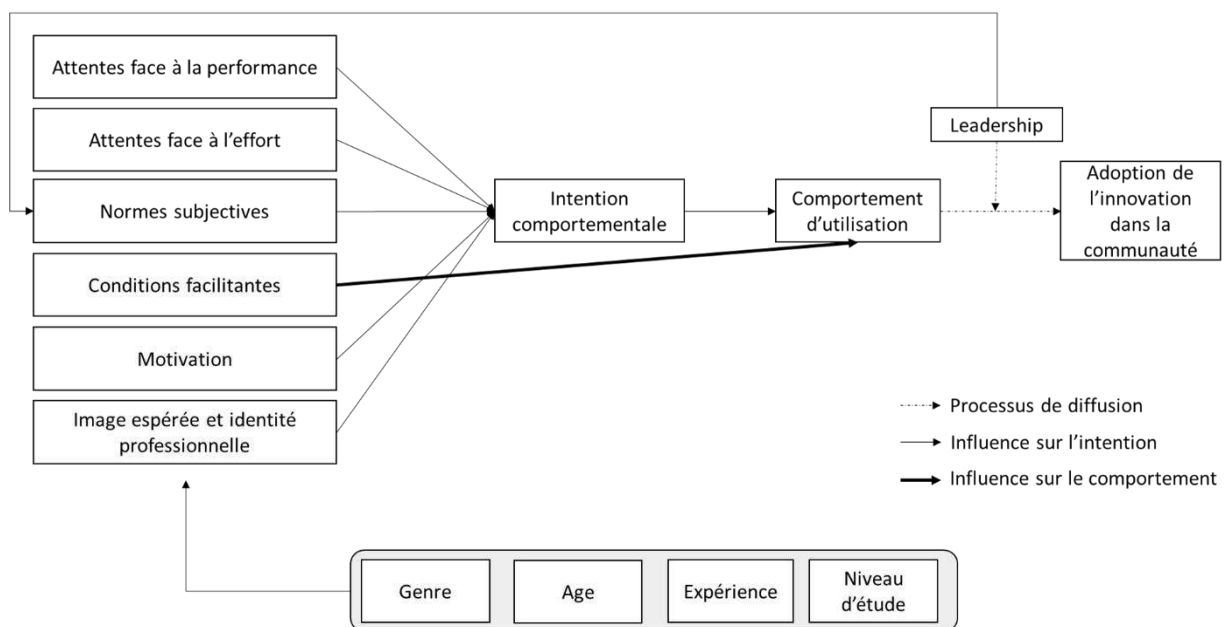 Attentes face à la performance
Attentes face à l’effort
Normes subjectives
Conditions facilitantes
Motivation
Image espérée et identité
professionnelle
Intention
comportementale
Comportement
d’utilisation
Leadership
Adoption de
l’innovation
dans la
communauté
Processus de diffusion
Influence sur l’intention
Influence sur le comportement
Genre
Age
Expérience
Niveau
d’étude